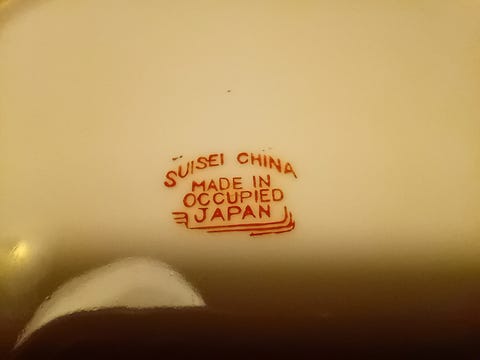 SUISEI CHINA
MADE IN
OCCUPIED
JAPAN